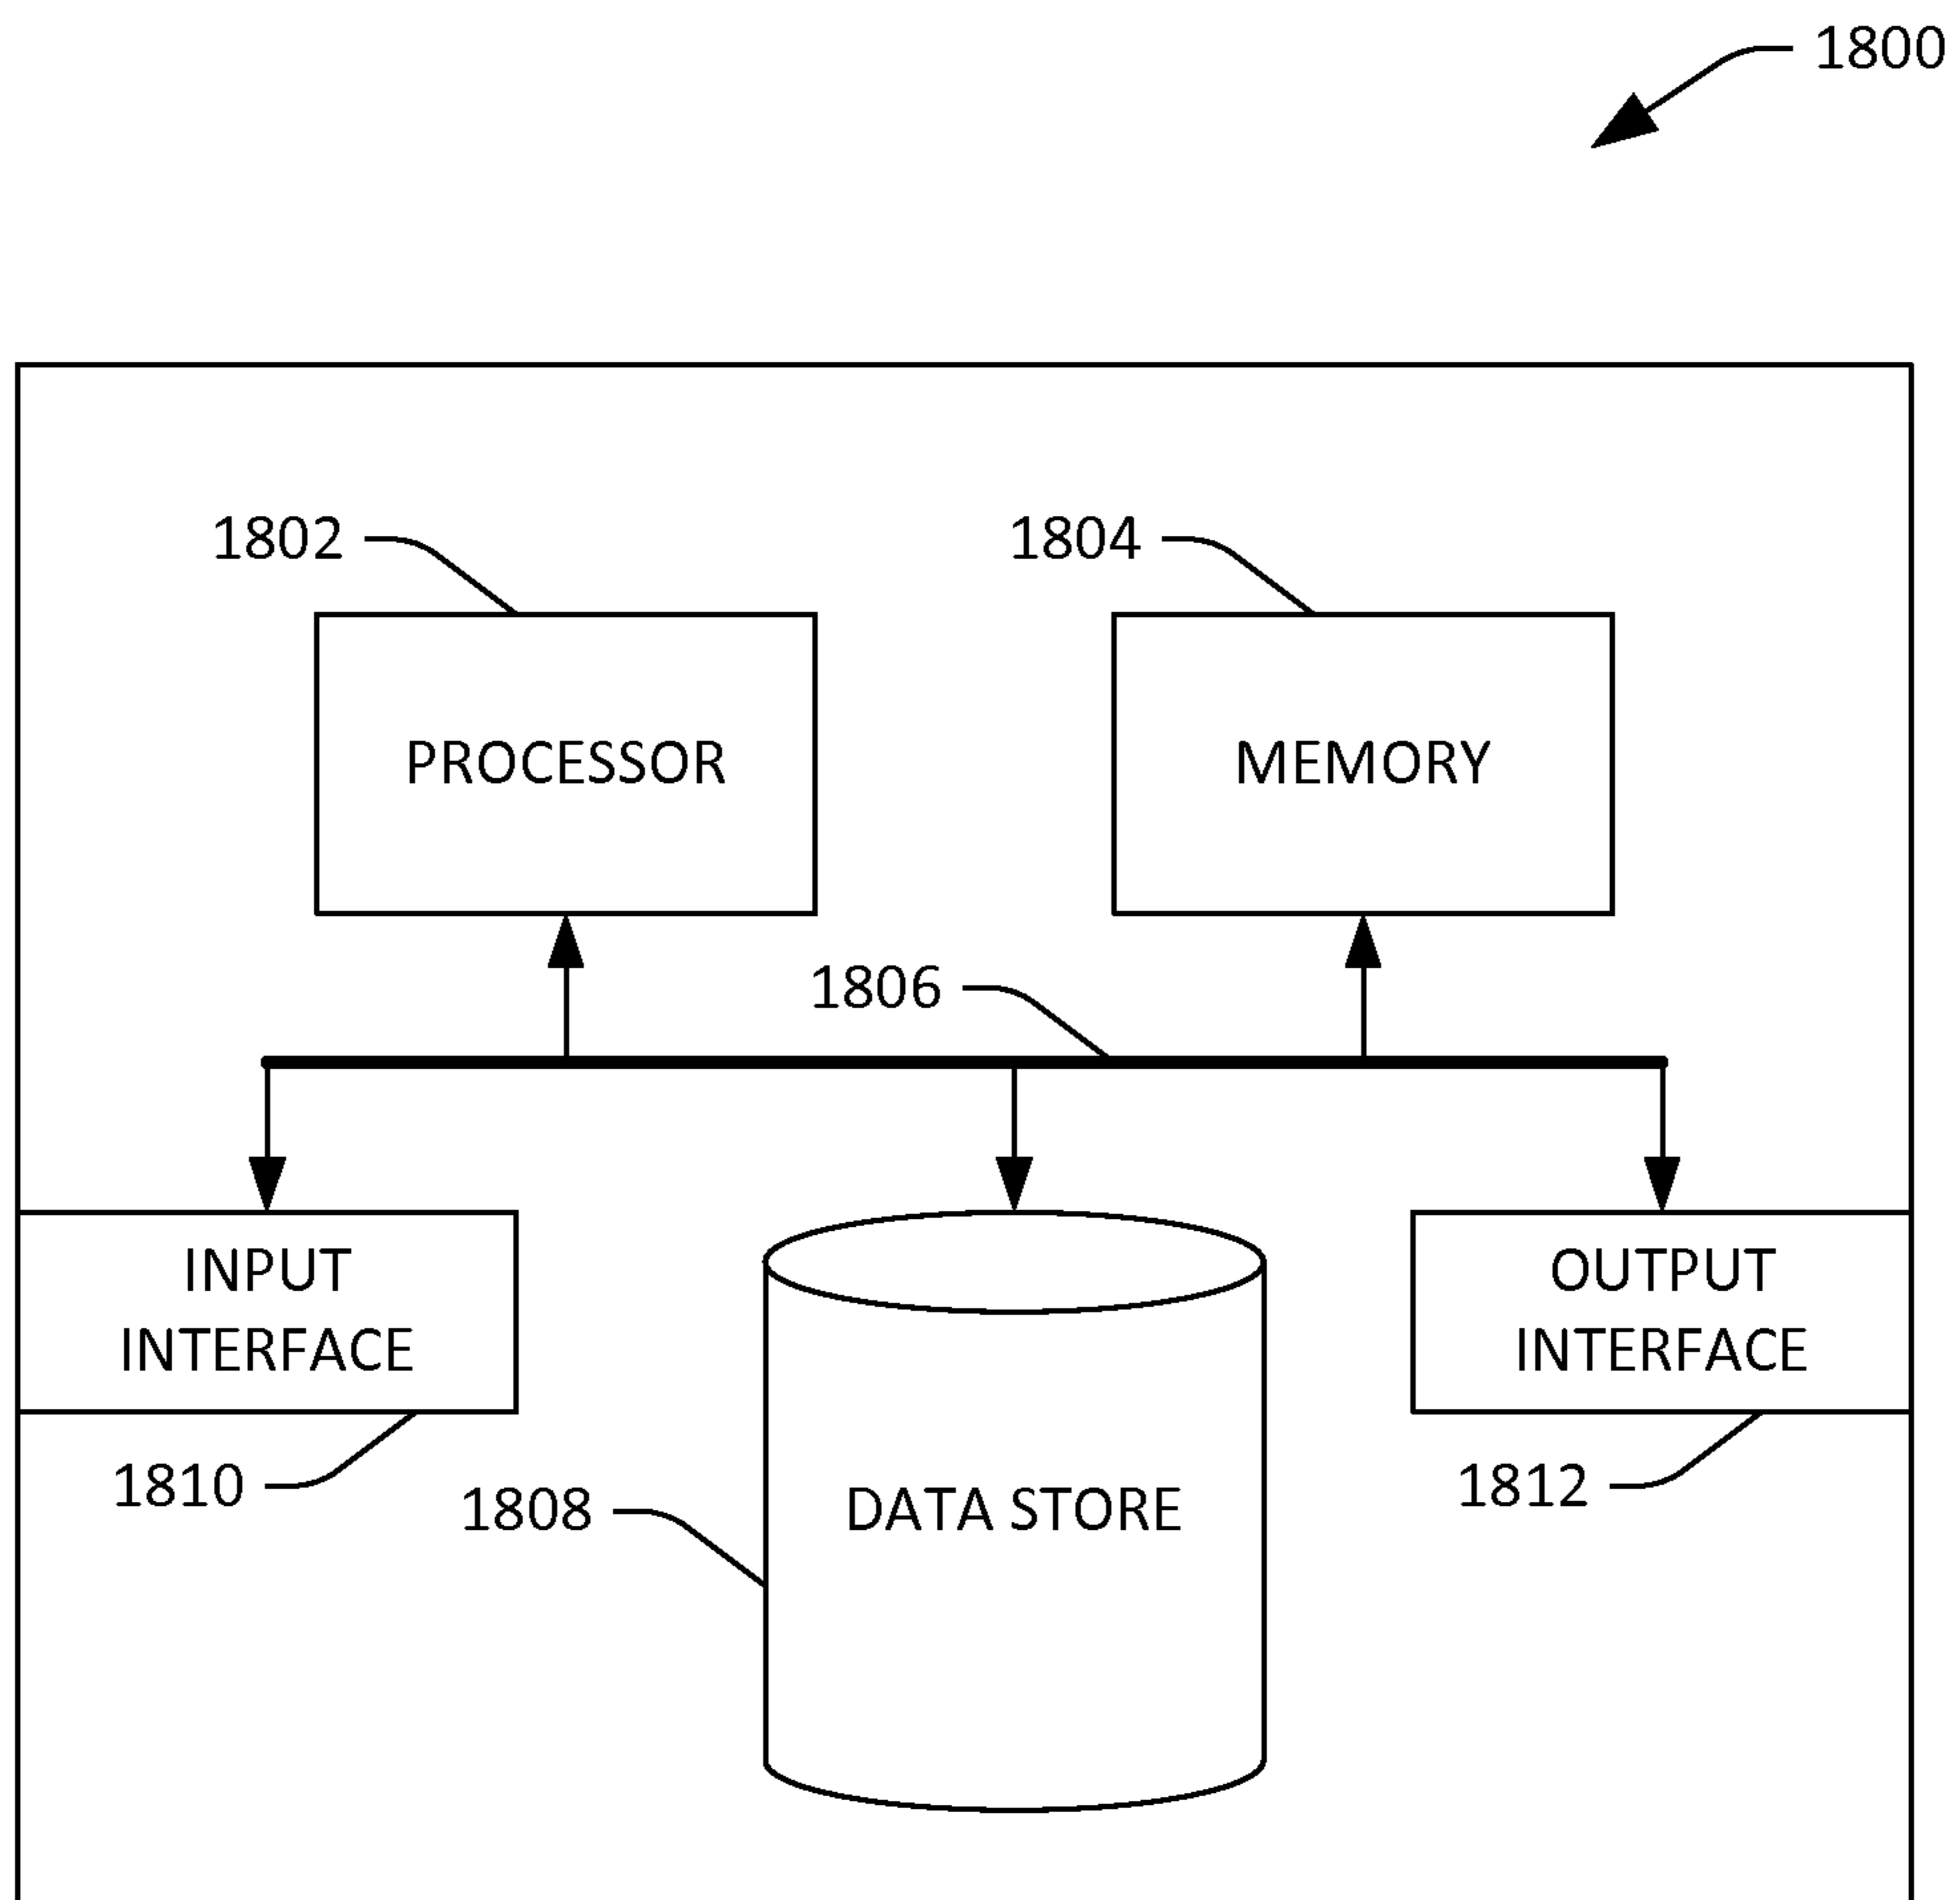 1800
1802
1804
PROCESSOR
MEMORY
1806
INPUT
INTERFACE
OUTPUT
INTERFACE
1810
1808
DATA STORE
1812